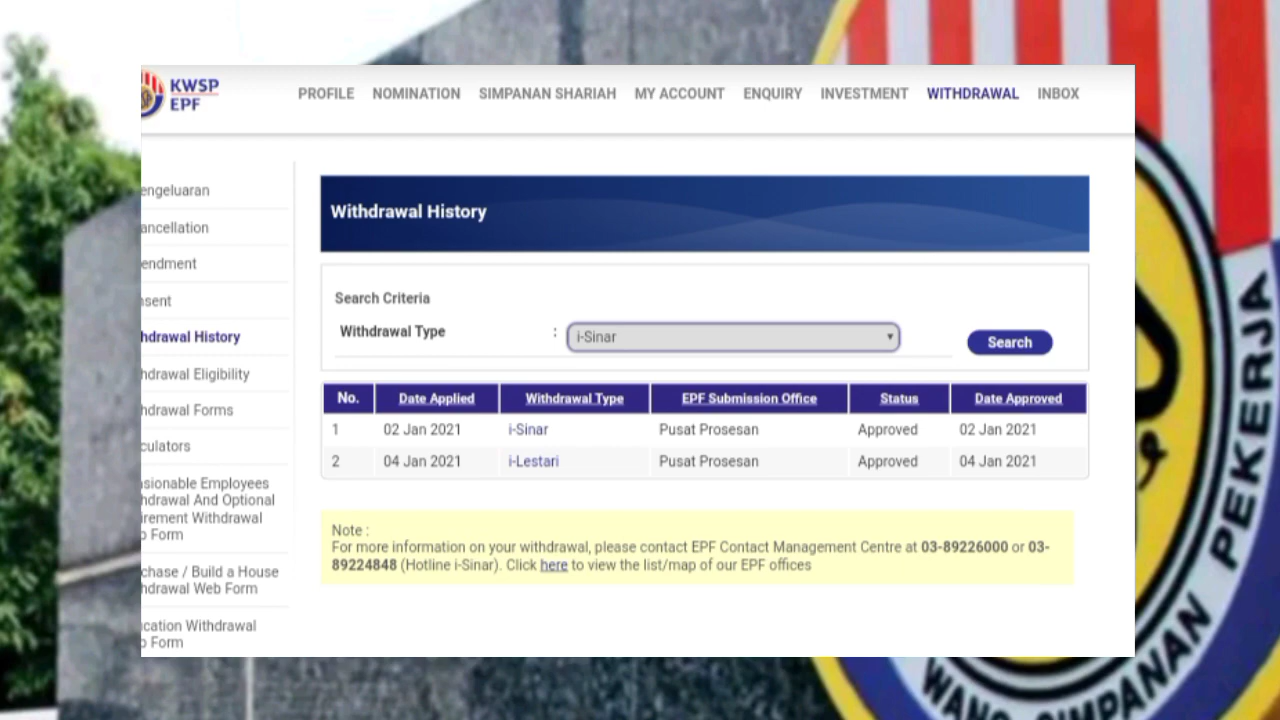 KWSP
EPF
PROFILE NOMINATION SIMPANAN SHARIAH MY ACCOUNT ENQUIRY INVESTMENT WITHDRAWAL INBOX
engeluaran
ancellation
endment
nsent
hdrawal History
hdrawal Eligibility
hdrawal Forms
culators
sionable Employees
hdrawal And Optional
irement Withdrawal
Form
chase / Build a House
hdrawal Web Form
cation Withdrawal
Form
Withdrawal History
Search Criteria
Withdrawal Type : i-Sinar Search
No. Date Applied Withdrawal Type EPF Submission Office Status Date Approved
1 02 Jan 2021 i-Sinar Pusat Prosesan Approved 02 Jan 2021
2 04 Jan 2021 i-Lestari Pusat Prosesan Approved 04 Jan 2021
Note :
For more information on your withdrawal, please contact EPF Contact Management Centre at 03-89226000 or 03-
89224848 (Hotline i-Sinar). Click here to view the list/map of our EPF offices
WANG SIMPANAN PEKERJA